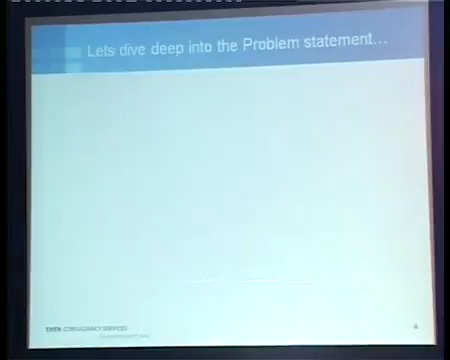 Lets dive deep into the Problem statement...
TATA CONSULTANCY SERVICES
4